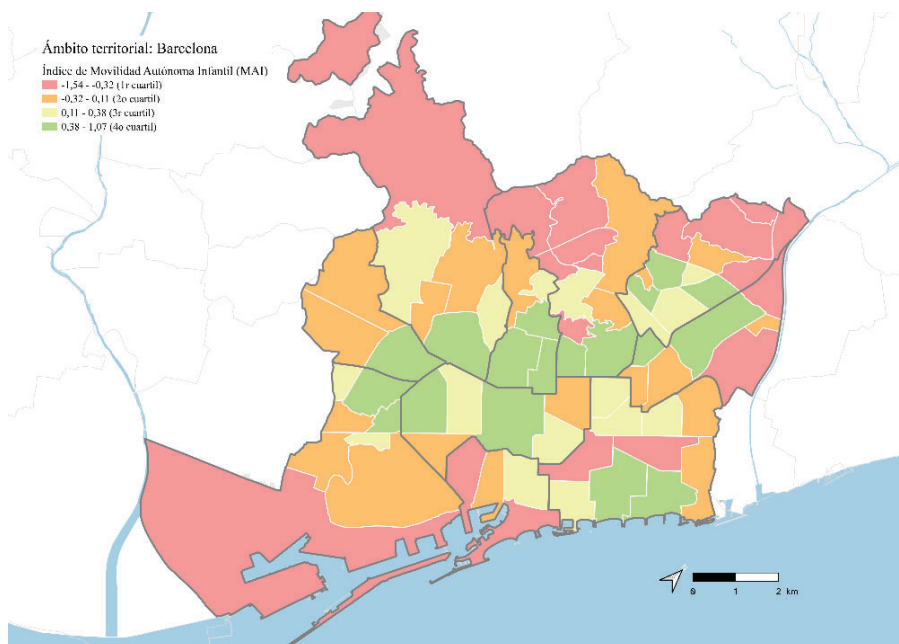 Ámbito territorial: Barcelona
Índice de Movilidad Autónoma Infantil (MAI)
-1,54 - -0,32 (1r cuartil)
-0,32 - 0,11 (2o cuartil)
0,11 - 0,38 (3r cuartil)
0,38 - 1,07 (4o cuartil)
0 1 2 km